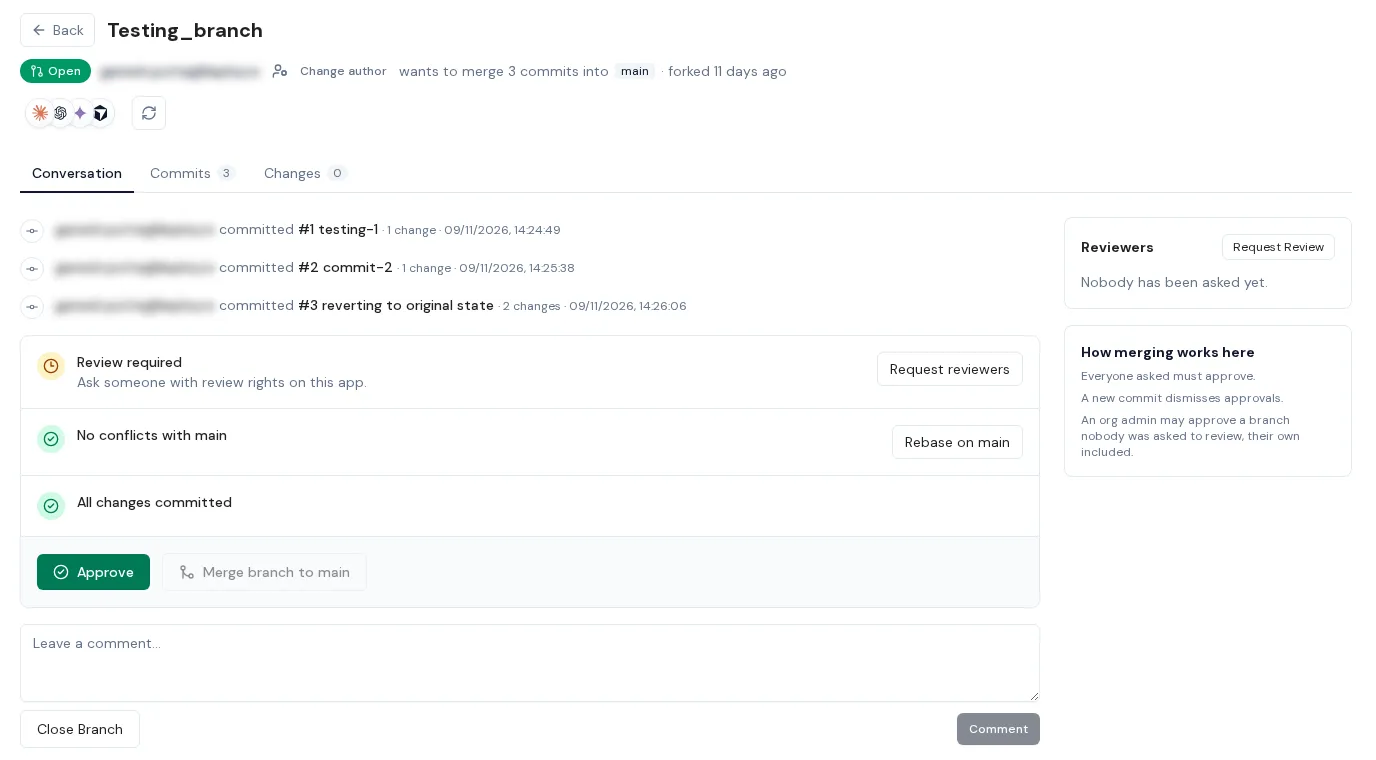 Back Testing_branch
Open Change author wants to merge 3 commits into main · forked 11 days ago
Conversation Commits 3 Changes 0
committed #1 testing-1 · 1 change · 09/11/2026, 14:24:49
committed #2 commit-2 · 1 change · 09/11/2026, 14:25:38
committed #3 reverting to original state · 2 changes · 09/11/2026, 14:26:06
Review required
Ask someone with review rights on this app.
Request reviewers
No conflicts with main
Rebase on main
All changes committed
Approve Merge branch to main
Leave a comment...
Close Branch Comment
Reviewers Request Review
Nobody has been asked yet.
How merging works here
Everyone asked must approve.
A new commit dismisses approvals.
An org admin may approve a branch
nobody was asked to review, their own
included.